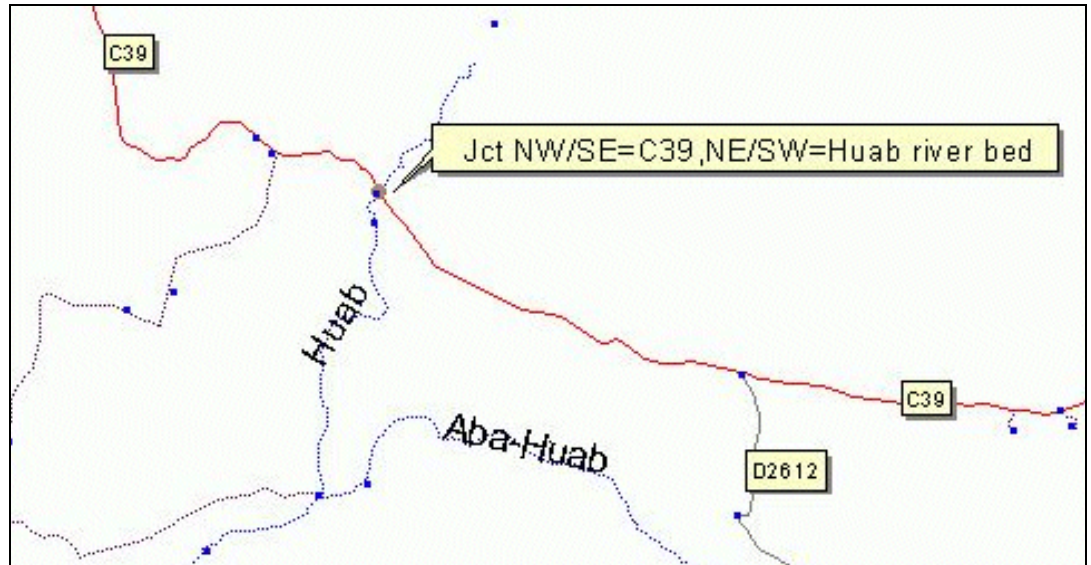 C39
Jct NW/SE=C39,NE/SW=Huab river bed
Huab
Aba-Huab
C39
D2612